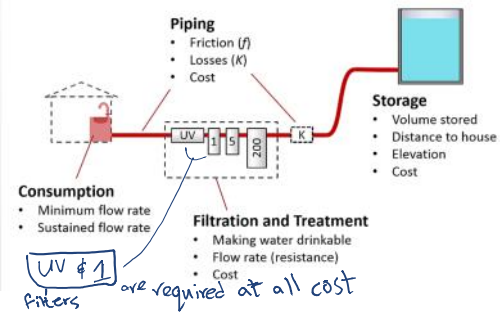 Piping
• Friction (f)
• Losses (K)
• Cost
UV
1
5
200
K
Storage
• Volume stored
• Distance to house
• Elevation
• Cost
Consumption
• Minimum flow rate
• Sustained flow rate
Filtration and Treatment
• Making water drinkable
• Flow rate (resistance)
• Cost
UV & 1
filters are required at all cost